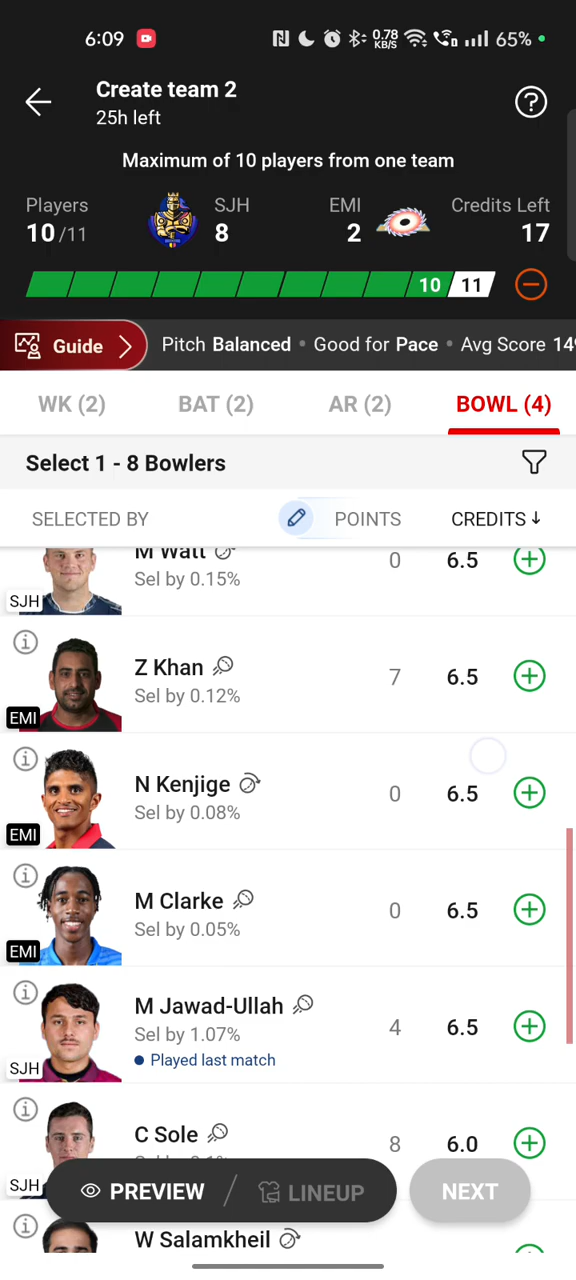 6:09 0.78 KB/S 65%
Create team 2
25h left
Maximum of 10 players from one team
Players SJH EMI Credits Left
10/11 8 2 17
10 11
Guide Pitch Balanced • Good for Pace • Avg Score 149
WK (2) BAT (2) AR (2) BOWL (4)
Select 1 - 8 Bowlers
SELECTED BY POINTS CREDITS↓
M Watt 0 6.5
Sel by 0.15%
SJH
Z Khan 7 6.5
Sel by 0.12%
EMI
N Kenjige 0 6.5
Sel by 0.08%
EMI
M Clarke 0 6.5
Sel by 0.05%
EMI
M Jawad-Ullah 4 6.5
Sel by 1.07%
SJH • Played last match
C Sole 8 6.0
SJH
PREVIEW / LINEUP NEXT
W Salamkheil